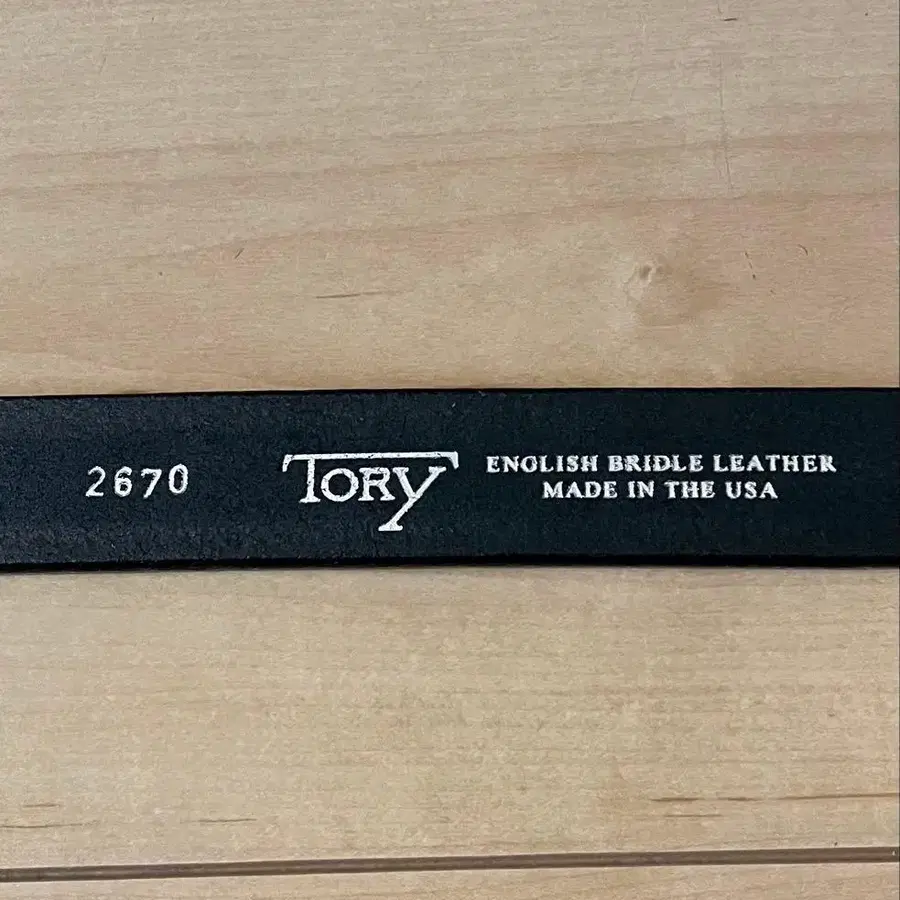 2670
TORY
ENGLISH BRIDLE LEATHER
MADE IN THE USA